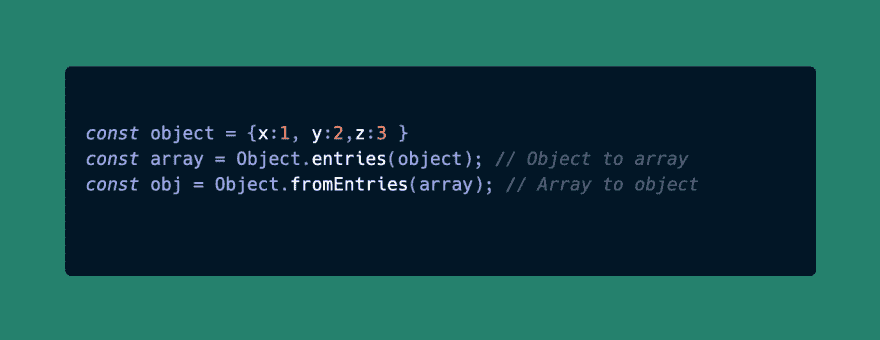 const object = {x:1, y:2,z:3 }
const array = Object.entries(object); // Object to array
const obj = Object.fromEntries(array); // Array to object